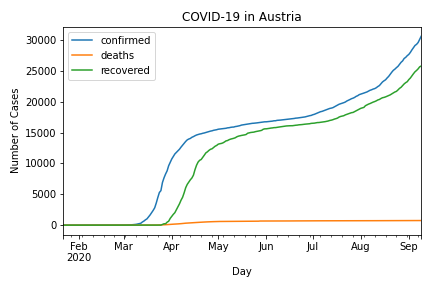 COVID-19 in Austria
confirmed
deaths
recovered
Number of Cases
30000
25000
20000
15000
10000
5000
0
Feb Mar Apr May Jun Jul Aug Sep
2020
Day